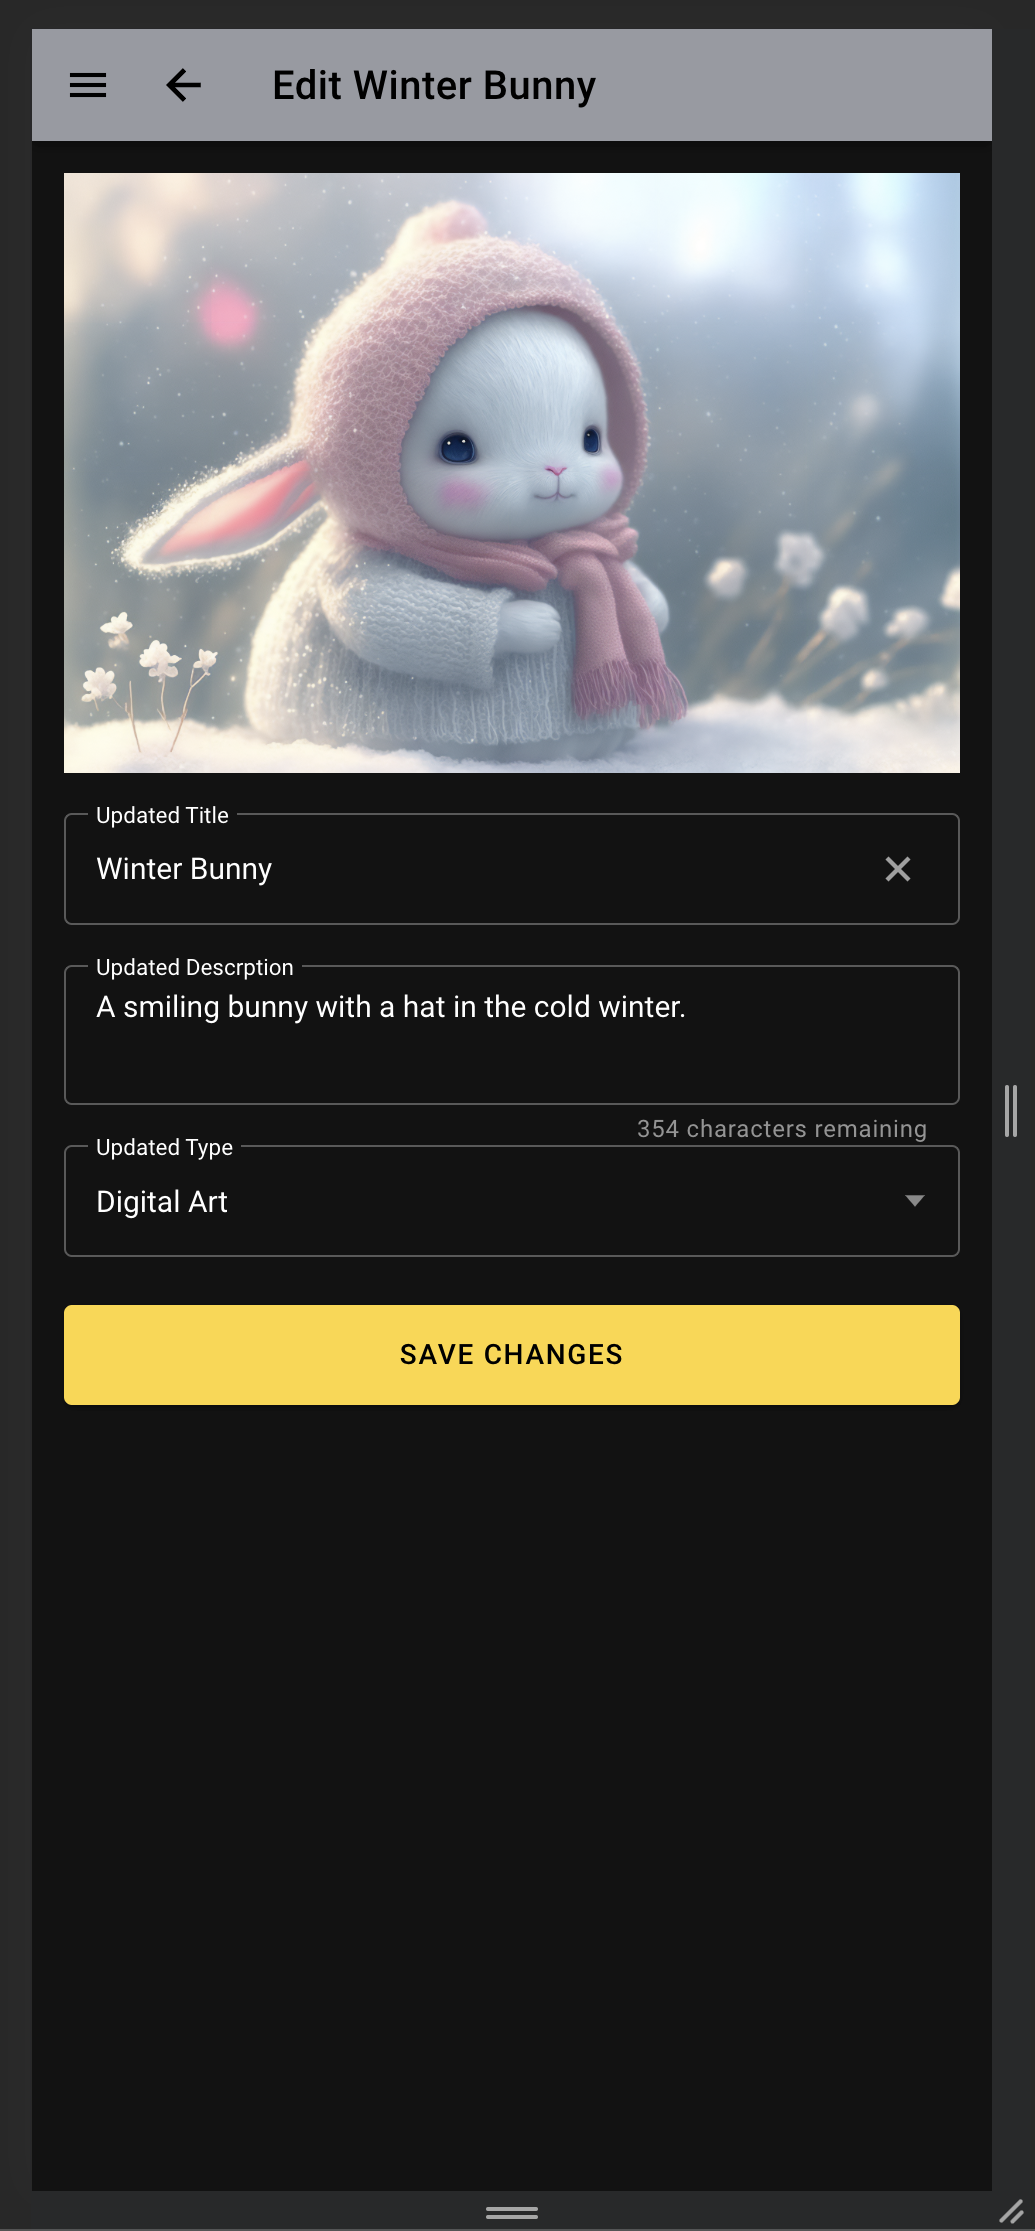 Edit Winter Bunny
Updated Title
Winter Bunny
Updated Descrption
A smiling bunny with a hat in the cold winter.
354 characters remaining
Updated Type
Digital Art
SAVE CHANGES